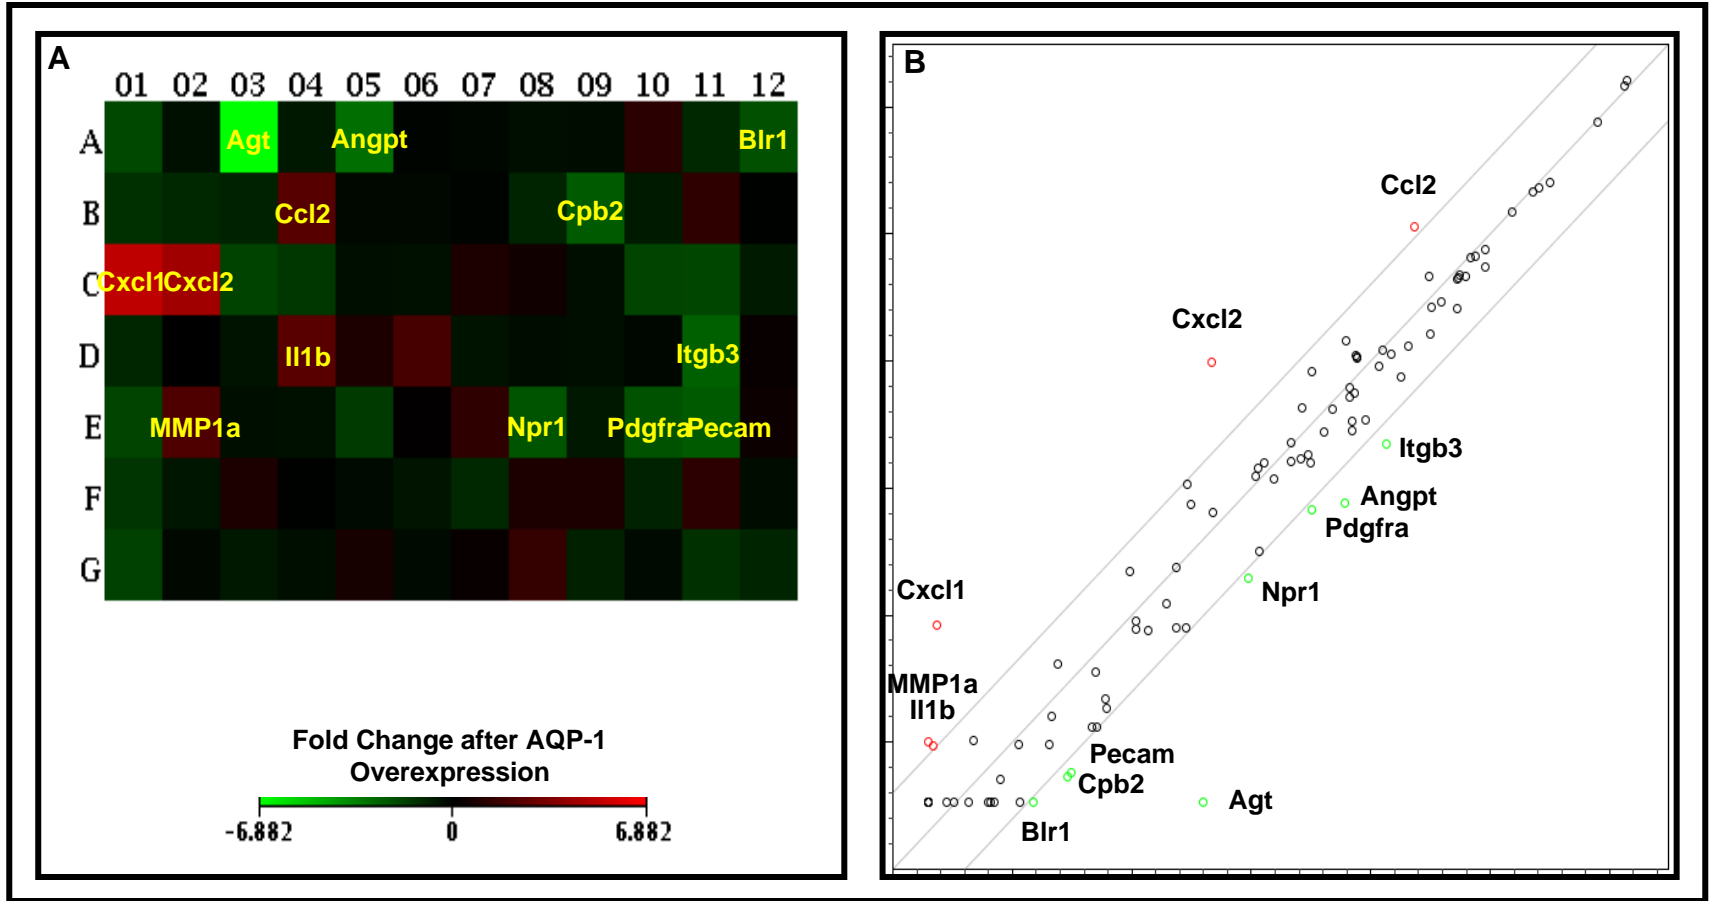 A
01 02 03 04 05 06 07 08 09 10 11 12
A Agt Angpt Blr1
B Ccl2 Cpb2
C Cxcl1 Cxcl2
D Il1b Itgb3
E MMP1a Npr1 Pdgfra Pecam
F
G
Fold Change after AQP-1
Overexpression
-6.882 0 6.882
B
Ccl2
Cxcl2
Itgb3
Angpt
Pdgfra
Cxcl1
Npr1
MMP1a
Il1b
Pecam
Cpb2
Agt
Blr1